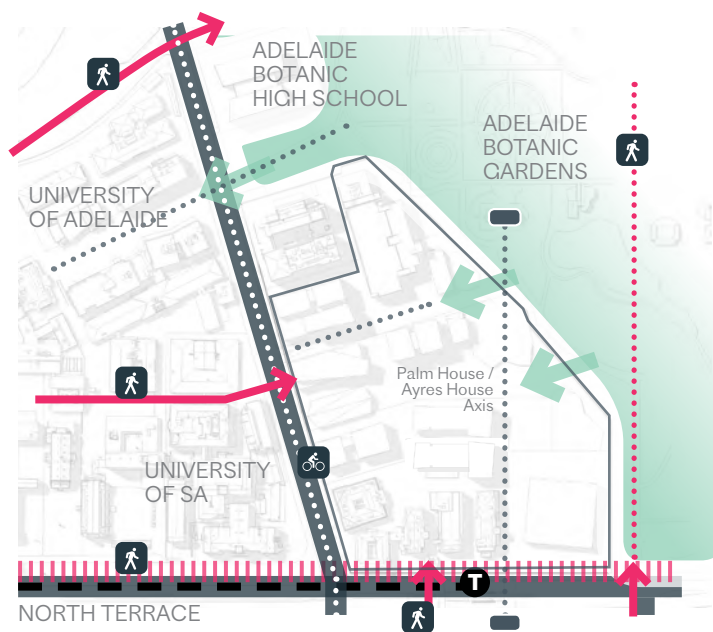 ADELAIDE
BOTANIC
HIGH SCHOOL
ADELAIDE
BOTANIC
GARDENS
UNIVERSITY
OF ADELAIDE
Palm House /
Ayres House
Axis
UNIVERSITY
OF SA
T
NORTH TERRACE